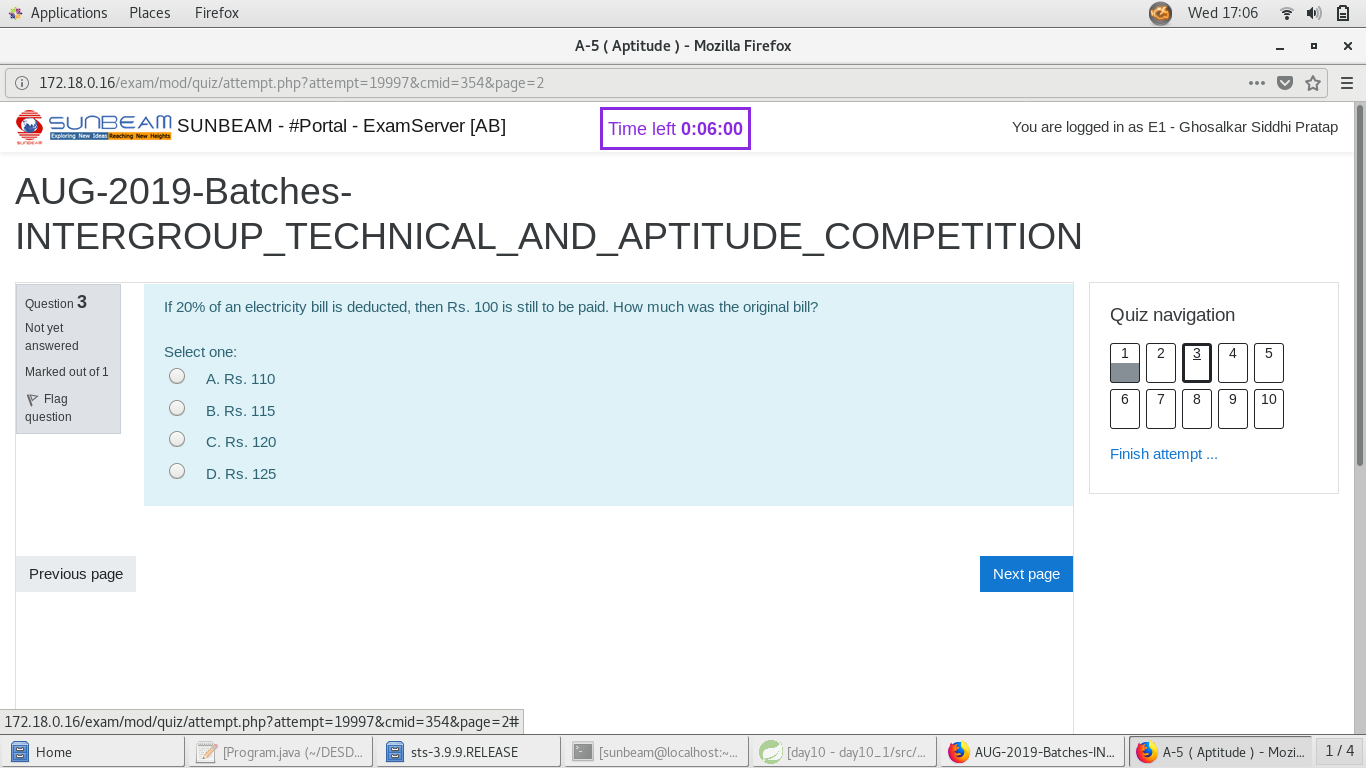 Applications Places Firefox Wed 17:06
A-5 ( Aptitude ) - Mozilla Firefox
172.18.0.16/exam/mod/quiz/attempt.php?attempt=19997&cmid=354&page=2
SUNBEAM
Exploring New Ideas Reaching New Heights
SUNBEAM
SUNBEAM - #Portal - ExamServer [AB]
Time left 0:06:00
You are logged in as E1 - Ghosalkar Siddhi Pratap
AUG-2019-Batches-
INTERGROUP_TECHNICAL_AND_APTITUDE_COMPETITION
Question 3
Not yet
answered
Marked out of 1
Flag
question
If 20% of an electricity bill is deducted, then Rs. 100 is still to be paid. How much was the original bill?
Select one:
A. Rs. 110
B. Rs. 115
C. Rs. 120
D. Rs. 125
Quiz navigation
1 2 3 4 5
6 7 8 9 10
Finish attempt ...
Previous page
Next page
172.18.0.16/exam/mod/quiz/attempt.php?attempt=19997&cmid=354&page=2#
Home [Program.java (~/DESD... sts-3.9.9.RELEASE [sunbeam@localhost:~... [day10 - day10_1/src/... AUG-2019-Batches-IN... A-5 ( Aptitude ) - Mozi... 1 / 4